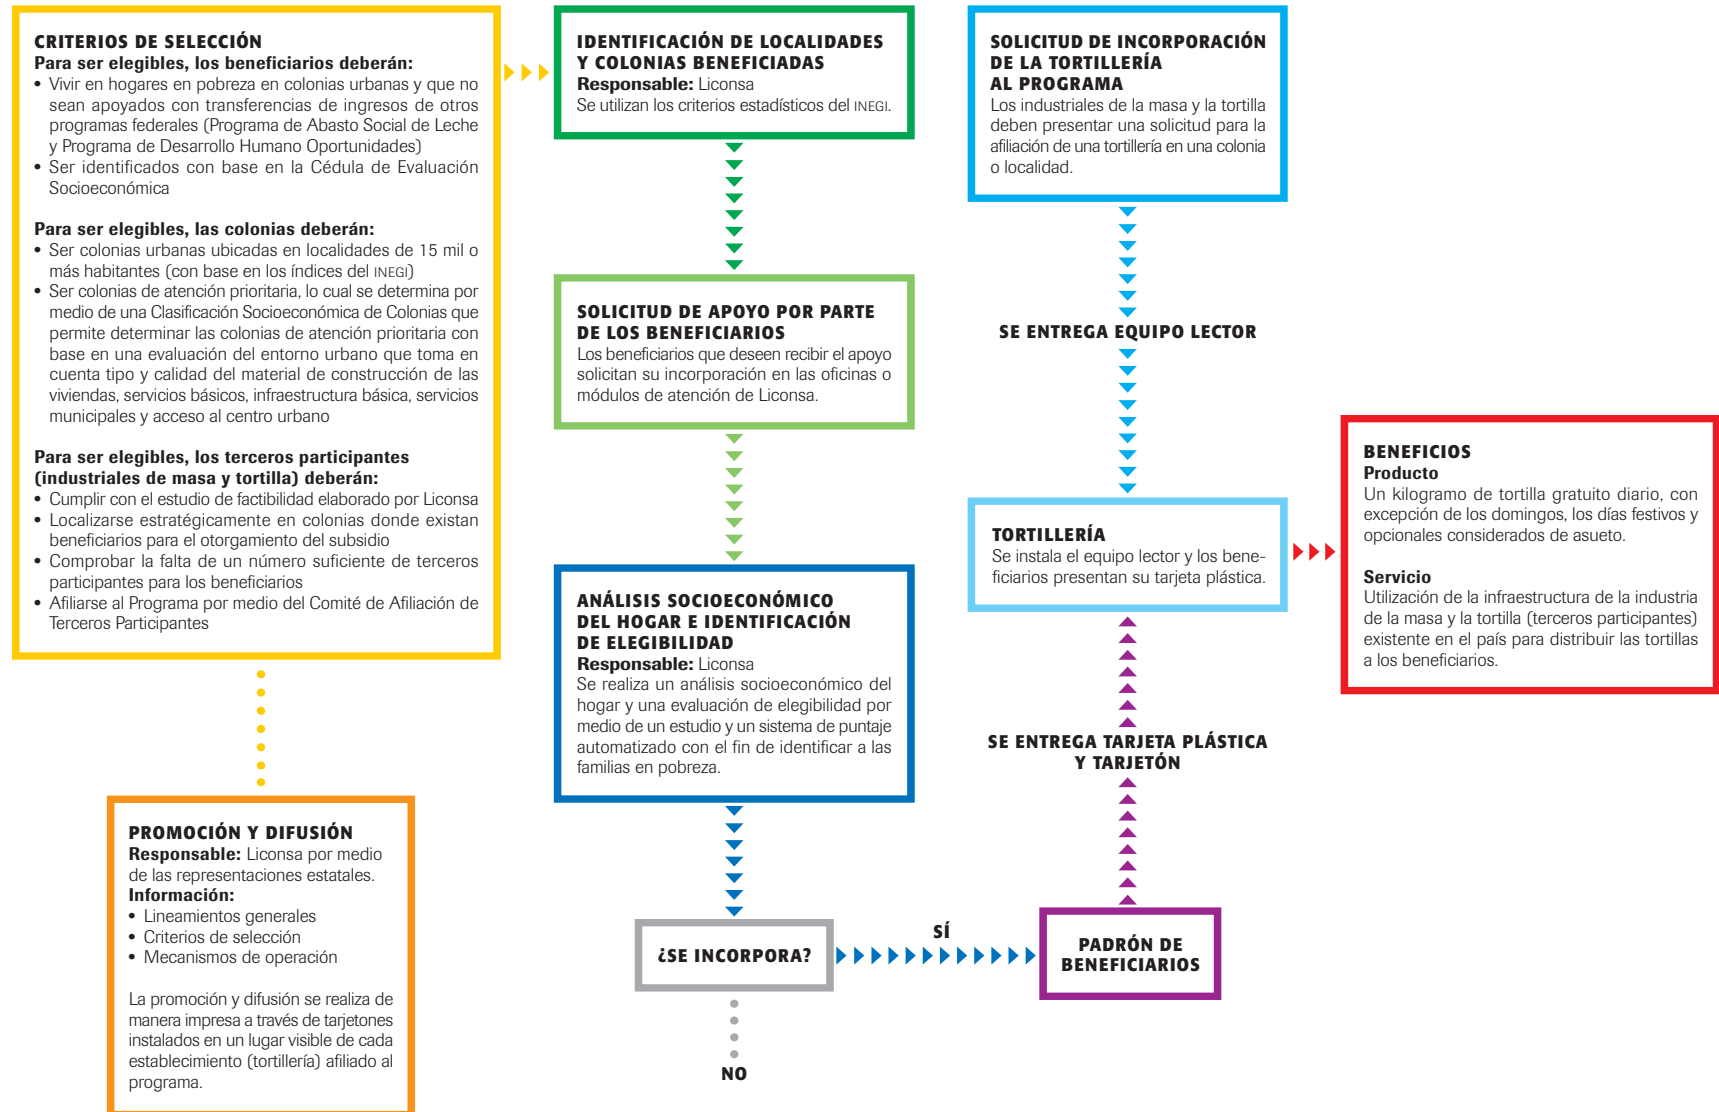 CRITERIOS DE SELECCIÓN
Para ser elegibles, los beneficiarios deberán:
• Vivir en hogares en pobreza en colonias urbanas y que no
sean apoyados con transferencias de ingresos de otros
programas federales (Programa de Abasto Social de Leche
y Programa de Desarrollo Humano Oportunidades)
• Ser identificados con base en la Cédula de Evaluación
Socioeconómica
Para ser elegibles, las colonias deberán:
• Ser colonias urbanas ubicadas en localidades de 15 mil o
más habitantes (con base en los índices del INEGI)
• Ser colonias de atención prioritaria, lo cual se determina por
medio de una Clasificación Socioeconómica de Colonias que
permite determinar las colonias de atención prioritaria con
base en una evaluación del entorno urbano que toma en
cuenta tipo y calidad del material de construcción de las
viviendas, servicios básicos, infraestructura básica, servicios
municipales y acceso al centro urbano
Para ser elegibles, los terceros participantes
(industriales de masa y tortilla) deberán:
• Cumplir con el estudio de factibilidad elaborado por Liconsa
• Localizarse estratégicamente en colonias donde existan
beneficiarios para el otorgamiento del subsidio
• Comprobar la falta de un número suficiente de terceros
participantes para los beneficiarios
• Afiliarse al Programa por medio del Comité de Afiliación de
Terceros Participantes
PROMOCIÓN Y DIFUSIÓN
Responsable: Liconsa por medio
de las representaciones estatales.
Información:
• Lineamientos generales
• Criterios de selección
• Mecanismos de operación
La promoción y difusión se realiza de
manera impresa a través de tarjetones
instalados en un lugar visible de cada
establecimiento (tortillería) afiliado al
programa.
IDENTIFICACIÓN DE LOCALIDADES
Y COLONIAS BENEFICIADAS
Responsable: Liconsa
Se utilizan los criterios estadísticos del INEGI.
SOLICITUD DE APOYO POR PARTE
DE LOS BENEFICIARIOS
Los beneficiarios que deseen recibir el apoyo
solicitan su incorporación en las oficinas o
módulos de atención de Liconsa.
ANÁLISIS SOCIOECONÓMICO
DEL HOGAR E IDENTIFICACIÓN
DE ELEGIBILIDAD
Responsable: Liconsa
Se realiza un análisis socioeconómico del
hogar y una evaluación de elegibilidad por
medio de un estudio y un sistema de puntaje
automatizado con el fin de identificar a las
familias en pobreza.
¿SE INCORPORA?
SÍ
NO
PADRÓN DE
BENEFICIARIOS
SE ENTREGA TARJETA PLÁSTICA
Y TARJETÓN
SOLICITUD DE INCORPORACIÓN
DE LA TORTILLERÍA
AL PROGRAMA
Los industriales de la masa y la tortilla
deben presentar una solicitud para la
afiliación de una tortillería en una colonia
o localidad.
SE ENTREGA EQUIPO LECTOR
TORTILLERÍA
Se instala el equipo lector y los bene-
ficiarios presentan su tarjeta plástica.
BENEFICIOS
Producto
Un kilogramo de tortilla gratuito diario, con
excepción de los domingos, los días festivos y
opcionales considerados de asueto.
Servicio
Utilización de la infraestructura de la industria
de la masa y la tortilla (terceros participantes)
existente en el país para distribuir las tortillas
a los beneficiarios.